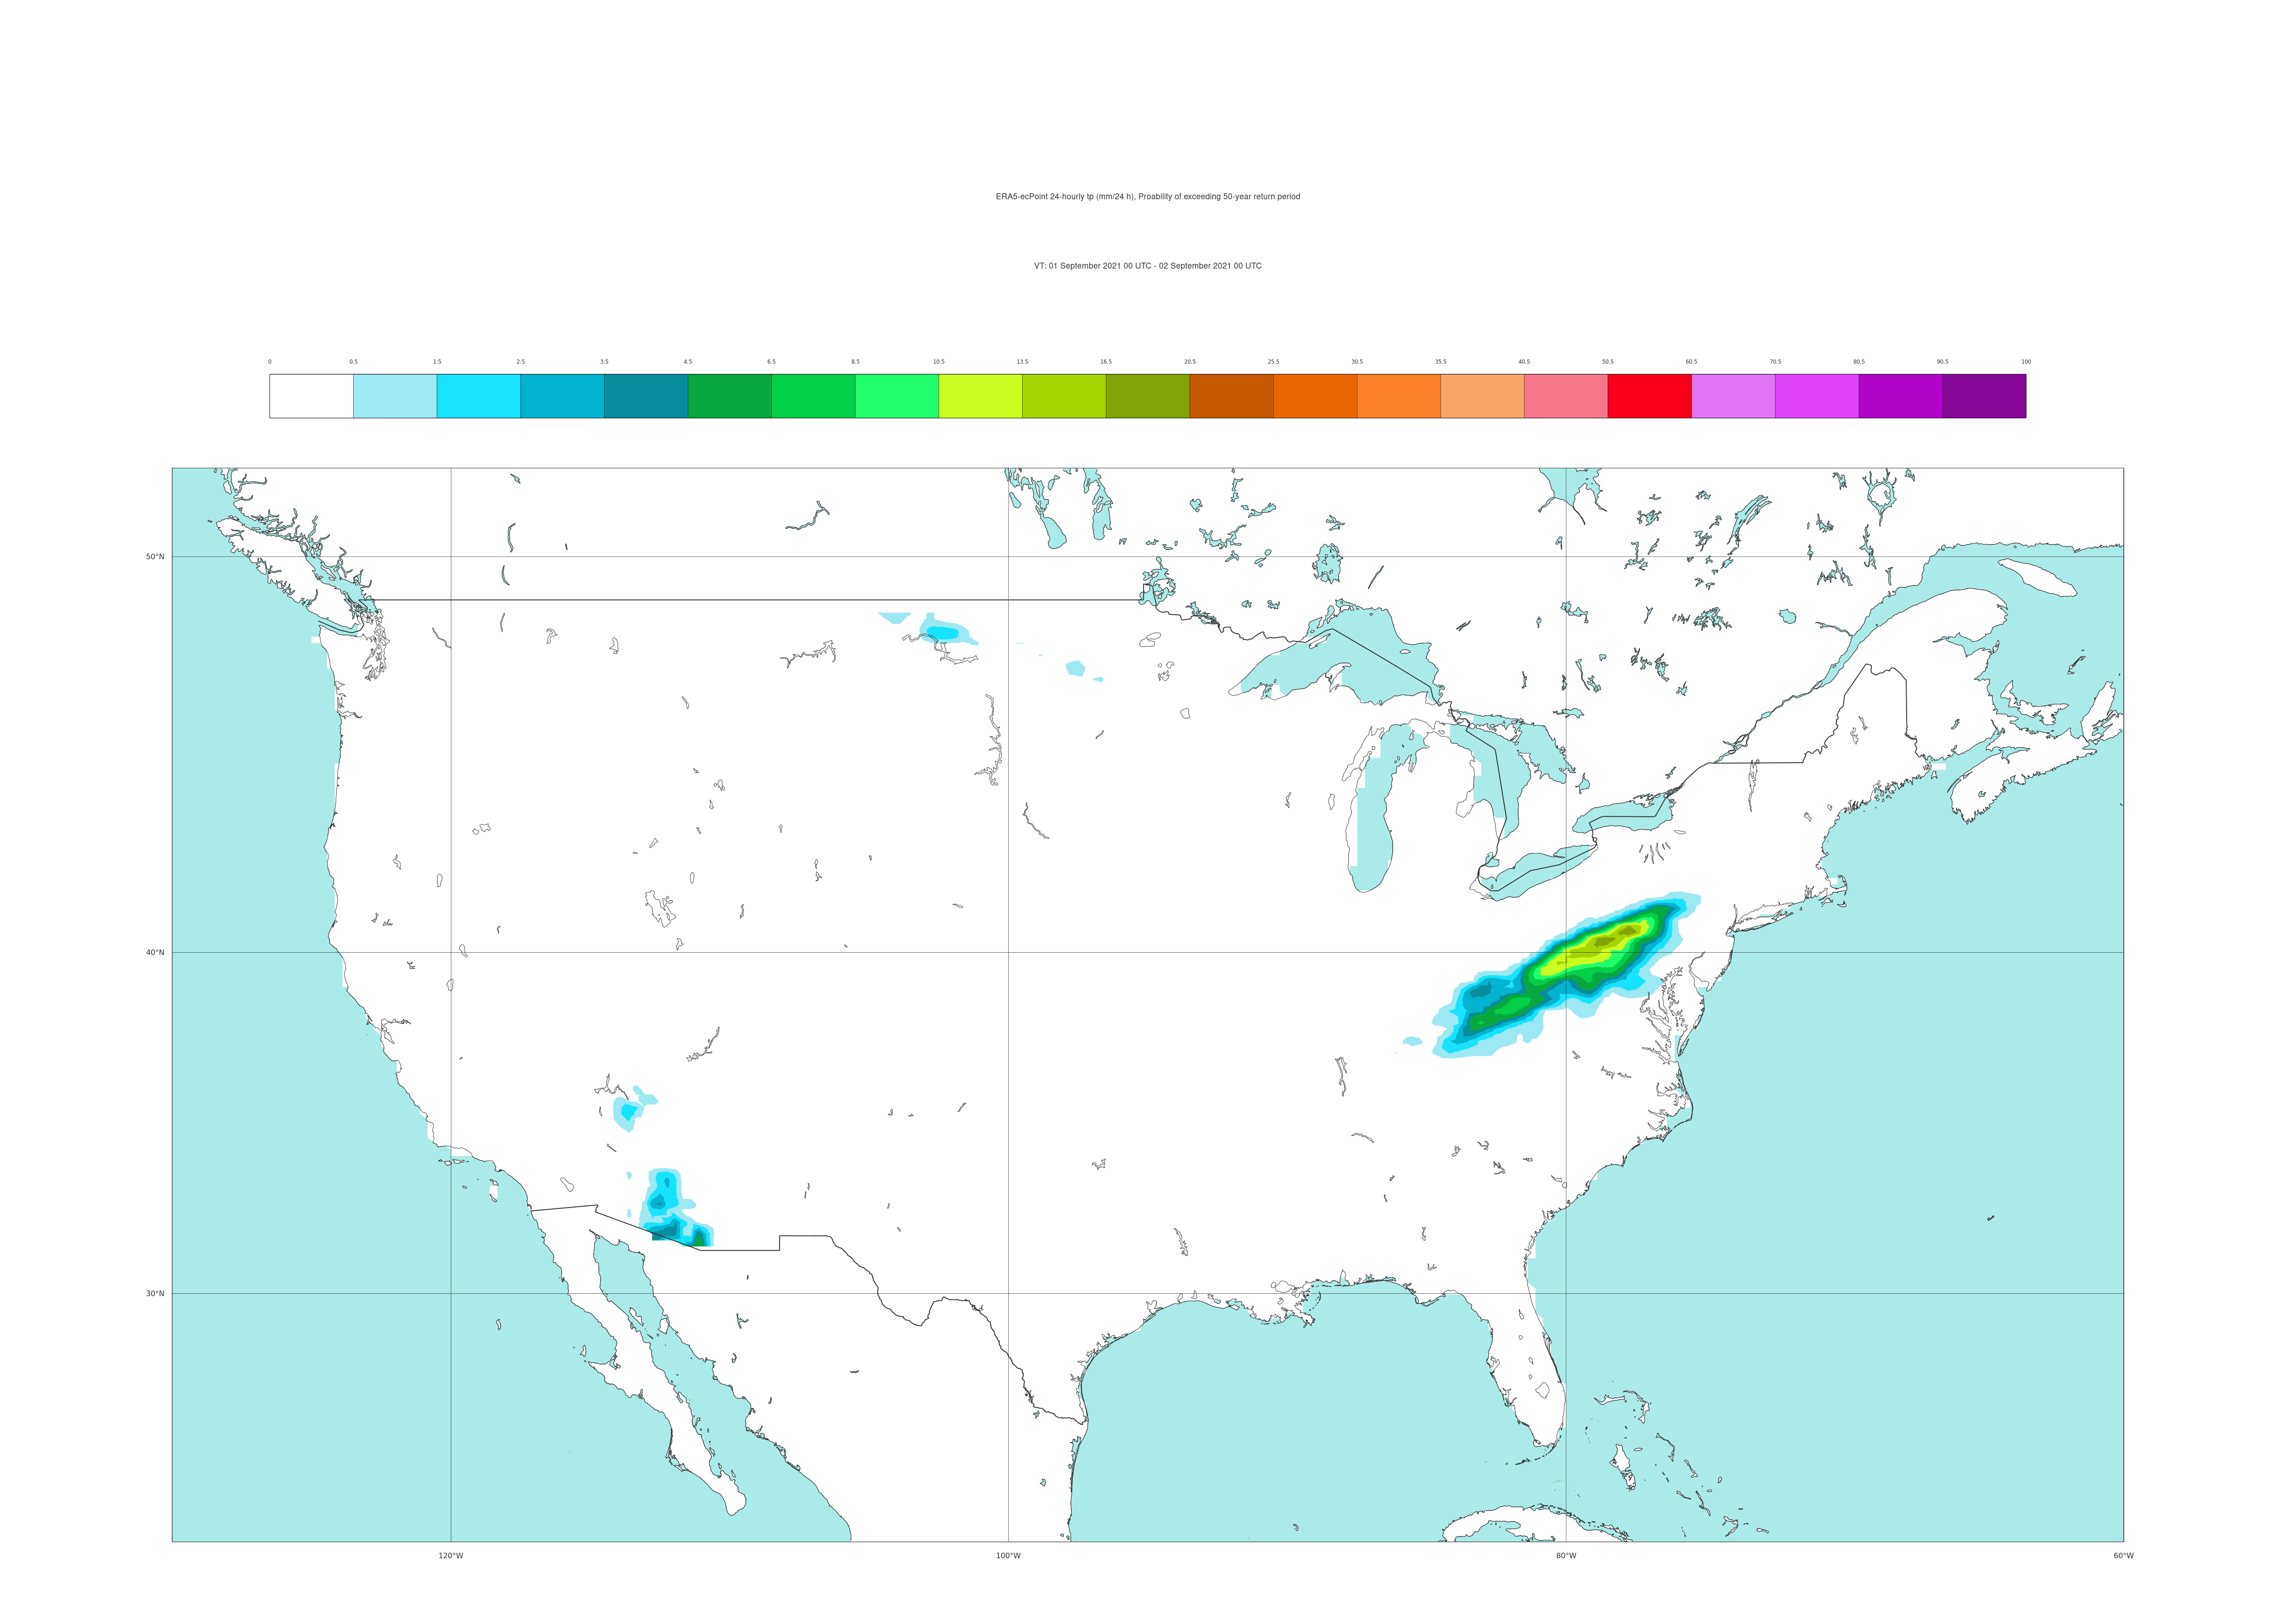 ERA5-ecPoint 24-hourly tp (mm/24 h), Proability of exceeding 50-year return period
VT: 01 September 2021 00 UTC - 02 September 2021 00 UTC
0 0.5 1.5 2.5 3.5 4.5 6.5 8.5 10.5 13.5 16.5 20.5 25.5 30.5 35.5 40.5 50.5 60.5 70.5 80.5 90.5 100
50°N
40°N
30°N
120°W 100°W 80°W 60°W